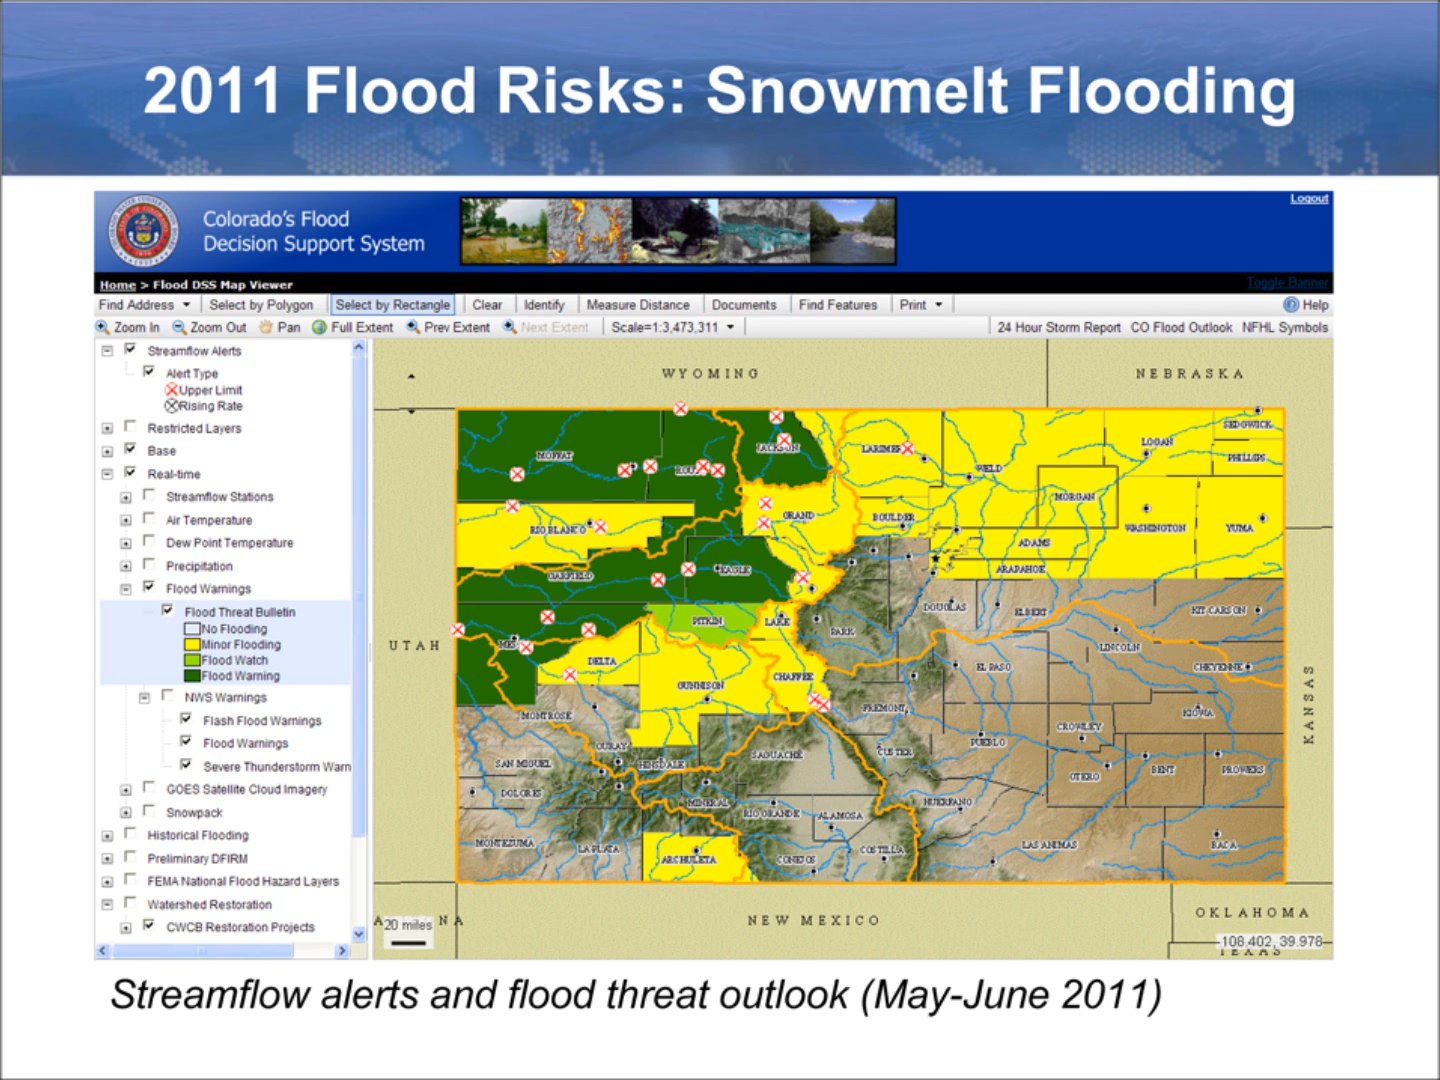 2011 Flood Risks: Snowmelt Flooding
Logout
Colorado's Flood
Decision Support System
Home > Flood DSS Map Viewer
Toggle Banner
Find Address Select by Polygon Select by Rectangle Clear Identify Measure Distance Documents Find Features Print Help
Zoom In Zoom Out Pan Full Extent Prev Extent Next Extent Scale=1:3,473,311 24 Hour Storm Report CO Flood Outlook NFHL Symbols
Streamflow Alerts
Alert Type
Upper Limit
Rising Rate
Restricted Layers
Base
Real-time
Streamflow Stations
Air Temperature
Dew Point Temperature
Precipitation
Flood Warnings
Flood Threat Bulletin
No Flooding
Minor Flooding
Flood Watch
Flood Warning
NWS Warnings
Flash Flood Warnings
Flood Warnings
Severe Thunderstorm Warn
GOES Satellite Cloud Imagery
Snowpack
Historical Flooding
Preliminary DFIRM
FEMA National Flood Hazard Layers
Watershed Restoration
CWCB Restoration Projects
WYOMING
NEBRASKA
SEDGWICK
LOGAN
JACKSON
LARIMER
MOFFAT
PHILLIPS
WELD
MORGAN
GRAND
BOULDER
RIO BLANCO
WASHINGTON
YUMA
ADAMS
ARAPAHOE
EAGLE
GARFIELD
DOUGLAS
ELBERT
KIT CARSON
PITKIN
LAKE
PARK
UTAH
LINCOLN
DELTA
EL PASO
CHEYENNE
GUNNISON
CHAFFEE
KANSAS
MONTROSE
FREMONT
KIOWA
CROWLEY
OURAY
SAGUACHE
CUSTER
PUEBLO
SAN MIGUEL
HINSDALE
OTERO
BENT
PROWERS
DOLORES
MINERAL
RIO GRANDE
ALAMOSA
HUERFANO
MONTEZUMA
LA PLATA
ARCHULETA
CONEJOS
COSTILLA
LAS ANIMAS
BACA
20 miles
NEW MEXICO
OKLAHOMA
-108.402, 39.978
TEXAS
Streamflow alerts and flood threat outlook (May-June 2011)